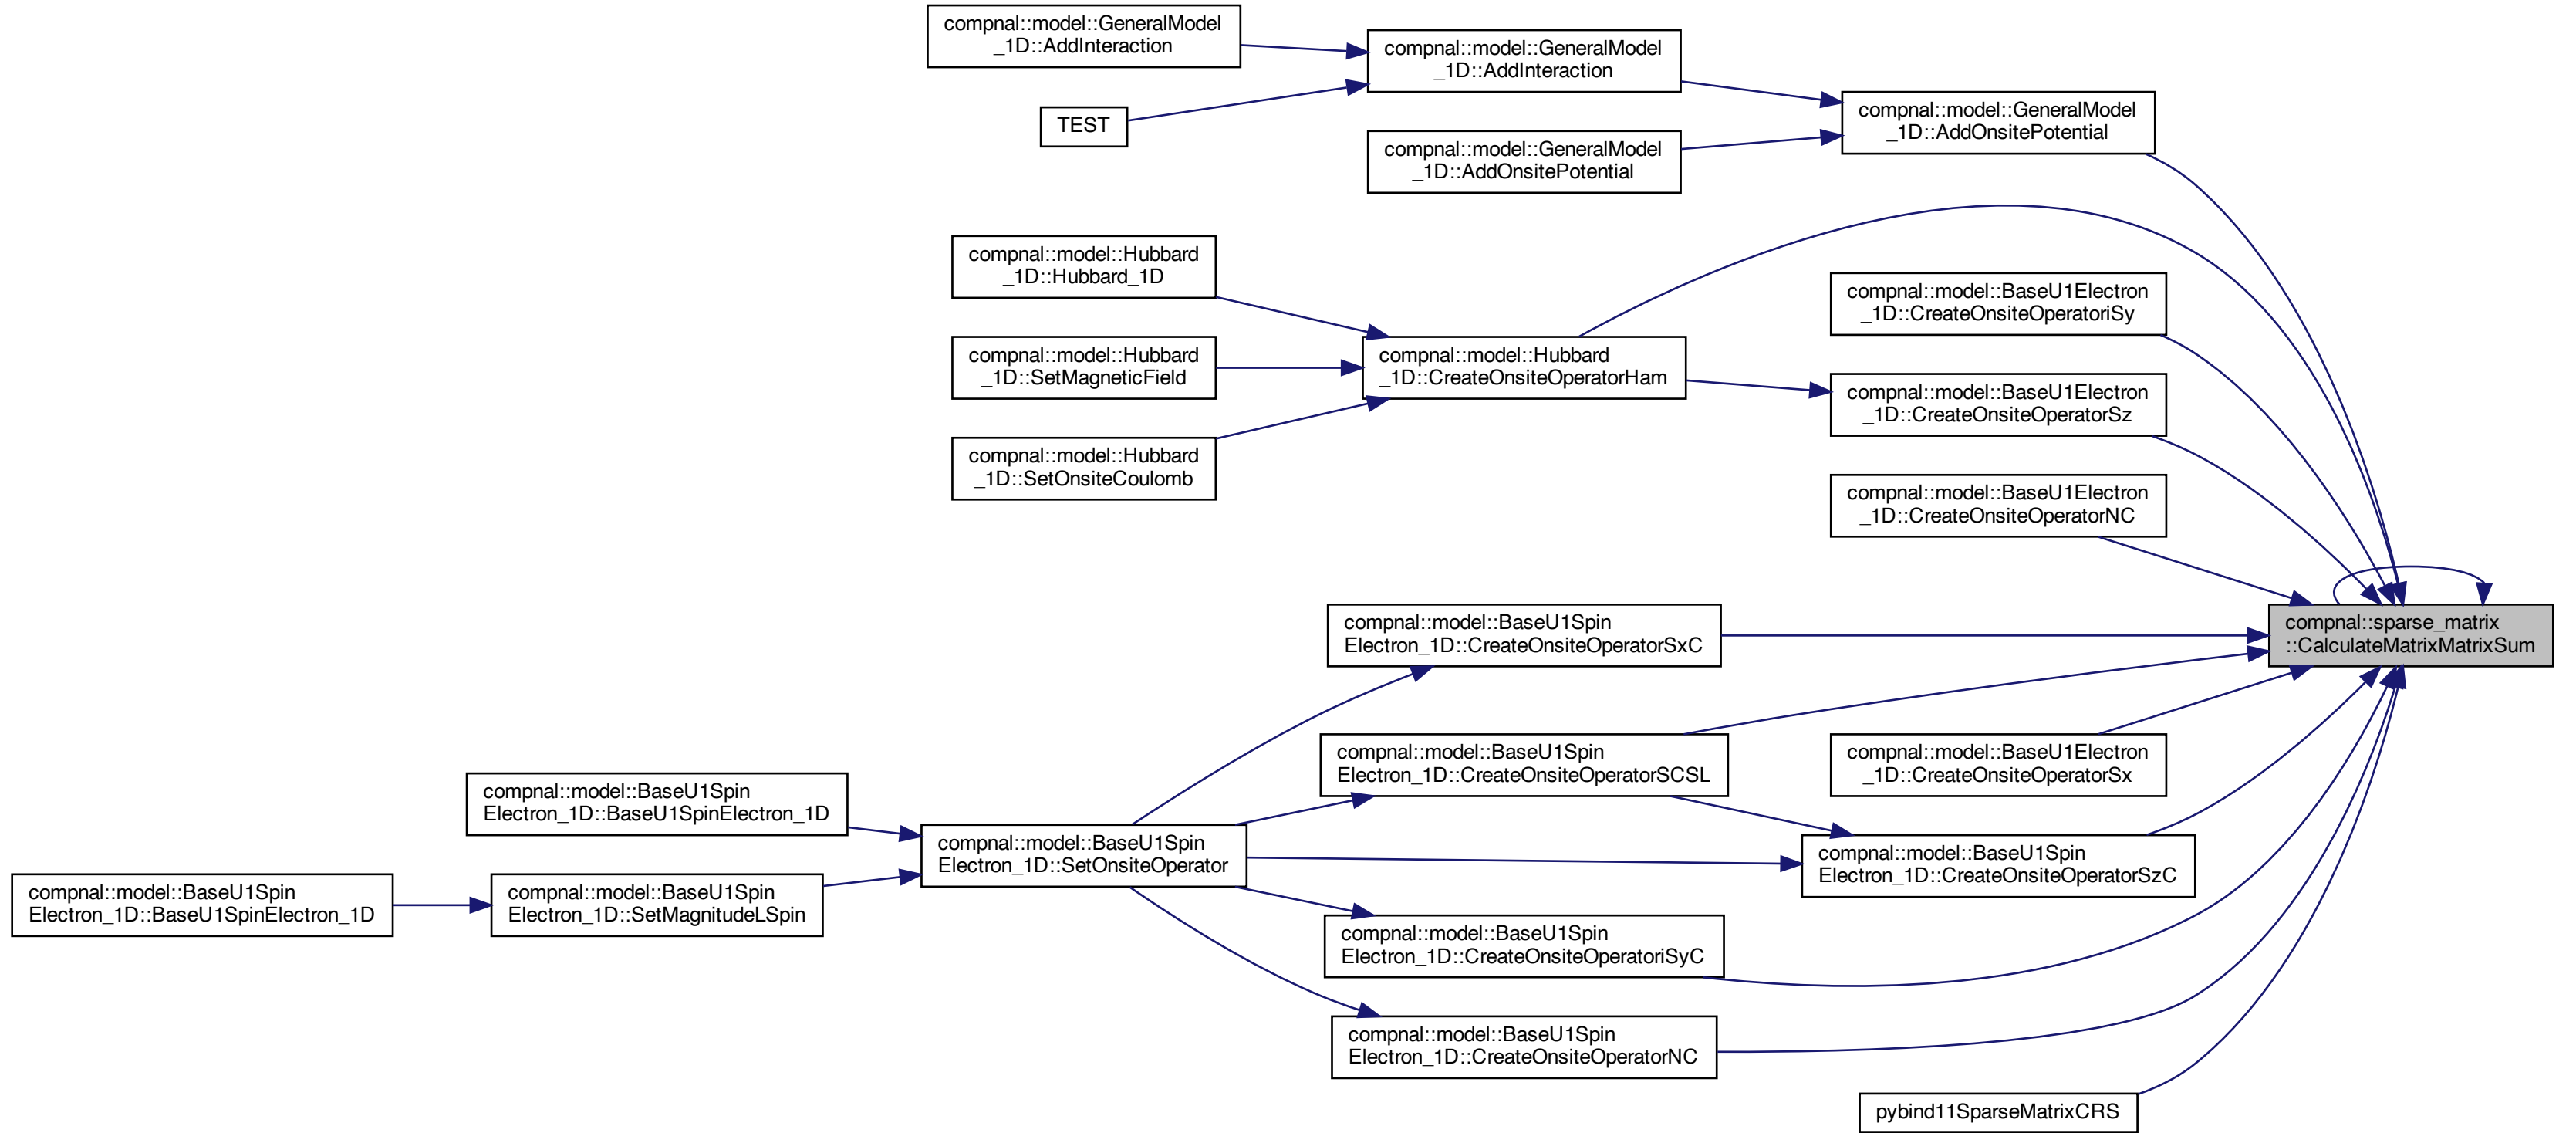 compnal::model::GeneralModel
_1D::AddInteraction
compnal::model::GeneralModel
_1D::AddInteraction
TEST
compnal::model::GeneralModel
_1D::AddOnsitePotential
compnal::model::GeneralModel
_1D::AddOnsitePotential
compnal::model::Hubbard
_1D::Hubbard_1D
compnal::model::BaseU1Electron
_1D::CreateOnsiteOperatoriSy
compnal::model::Hubbard
_1D::SetMagneticField
compnal::model::Hubbard
_1D::CreateOnsiteOperatorHam
compnal::model::BaseU1Electron
_1D::CreateOnsiteOperatorSz
compnal::model::Hubbard
_1D::SetOnsiteCoulomb
compnal::model::BaseU1Electron
_1D::CreateOnsiteOperatorNC
compnal::model::BaseU1Spin
Electron_1D::CreateOnsiteOperatorSxC
compnal::sparse_matrix
::CalculateMatrixMatrixSum
compnal::model::BaseU1Spin
Electron_1D::CreateOnsiteOperatorSCSL
compnal::model::BaseU1Electron
_1D::CreateOnsiteOperatorSx
compnal::model::BaseU1Spin
Electron_1D::BaseU1SpinElectron_1D
compnal::model::BaseU1Spin
Electron_1D::SetOnsiteOperator
compnal::model::BaseU1Spin
Electron_1D::CreateOnsiteOperatorSzC
compnal::model::BaseU1Spin
Electron_1D::BaseU1SpinElectron_1D
compnal::model::BaseU1Spin
Electron_1D::SetMagnitudeLSpin
compnal::model::BaseU1Spin
Electron_1D::CreateOnsiteOperatoriSyC
compnal::model::BaseU1Spin
Electron_1D::CreateOnsiteOperatorNC
pybind11SparseMatrixCRS